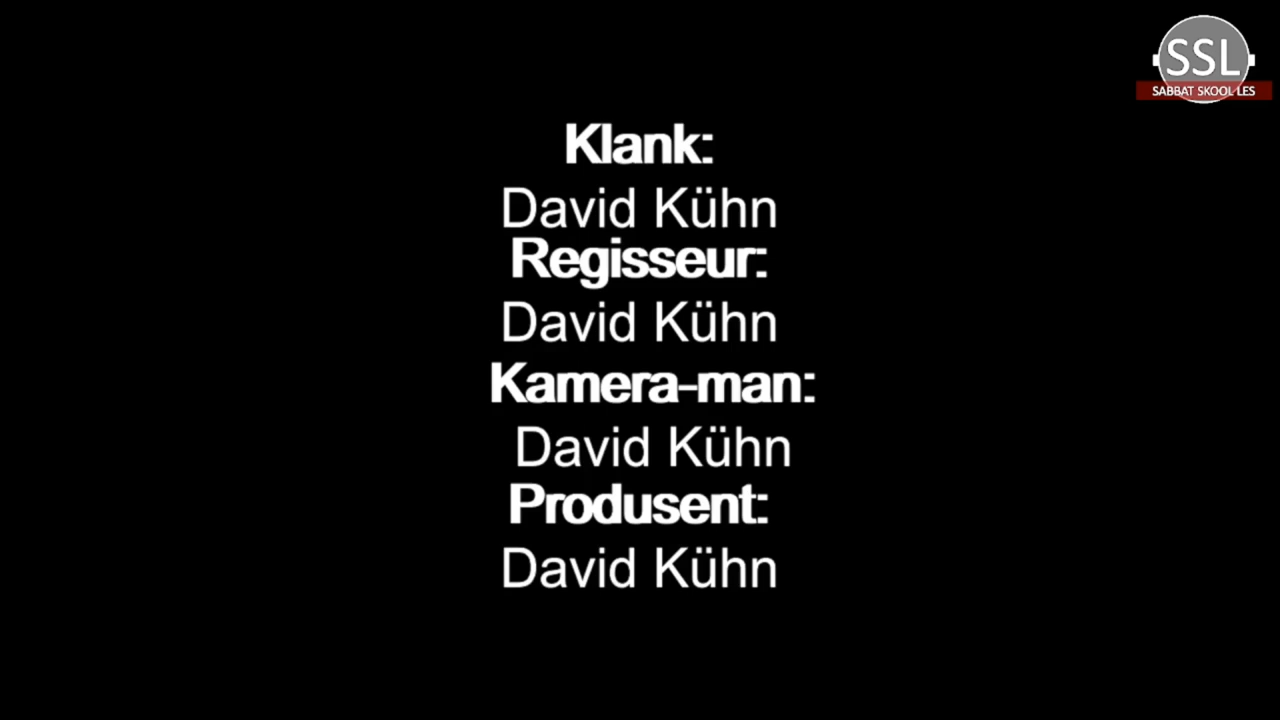 SSL
SABBAT SKOOL LES
Klank:
David Kühn
Regisseur:
David Kühn
Kamera-man:
David Kühn
Produsent:
David Kühn